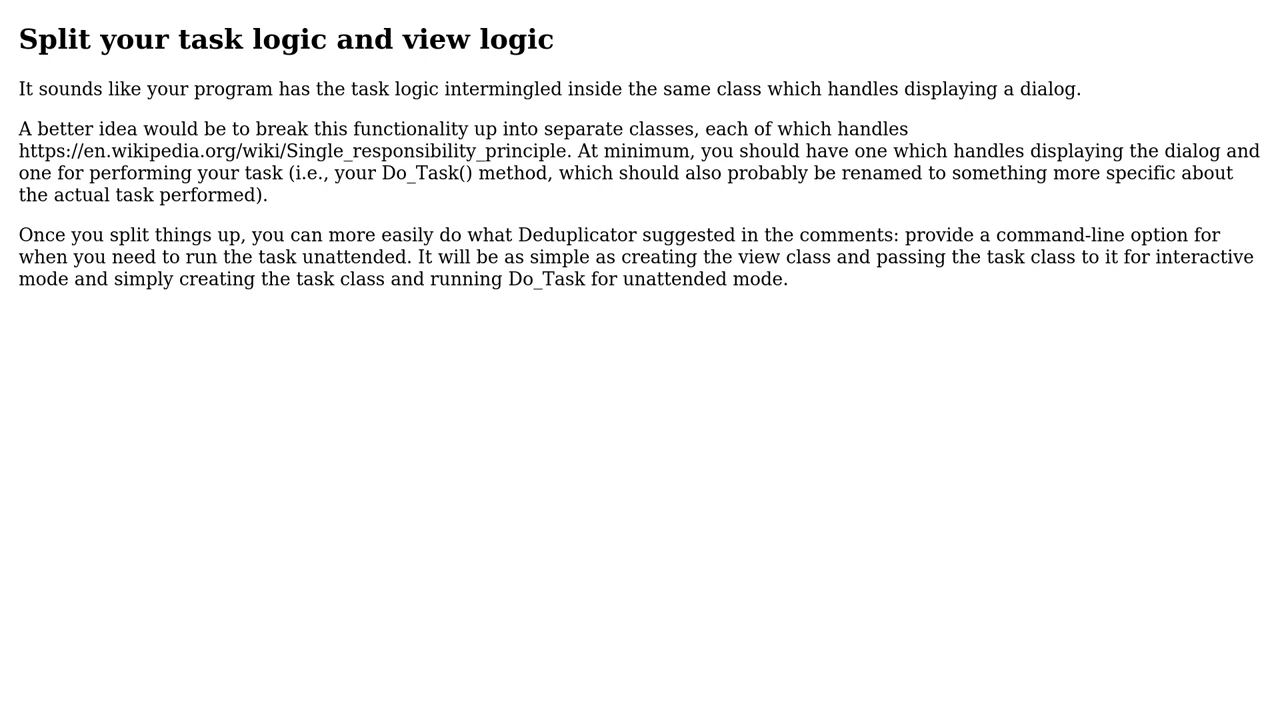 Split your task logic and view logic
It sounds like your program has the task logic intermingled inside the same class which handles displaying a dialog.
A better idea would be to break this functionality up into separate classes, each of which handles
https://en.wikipedia.org/wiki/Single_responsibility_principle. At minimum, you should have one which handles displaying the dialog and
one for performing your task (i.e., your Do_Task() method, which should also probably be renamed to something more specific about
the actual task performed).
Once you split things up, you can more easily do what Deduplicator suggested in the comments: provide a command-line option for
when you need to run the task unattended. It will be as simple as creating the view class and passing the task class to it for interactive
mode and simply creating the task class and running Do_Task for unattended mode.